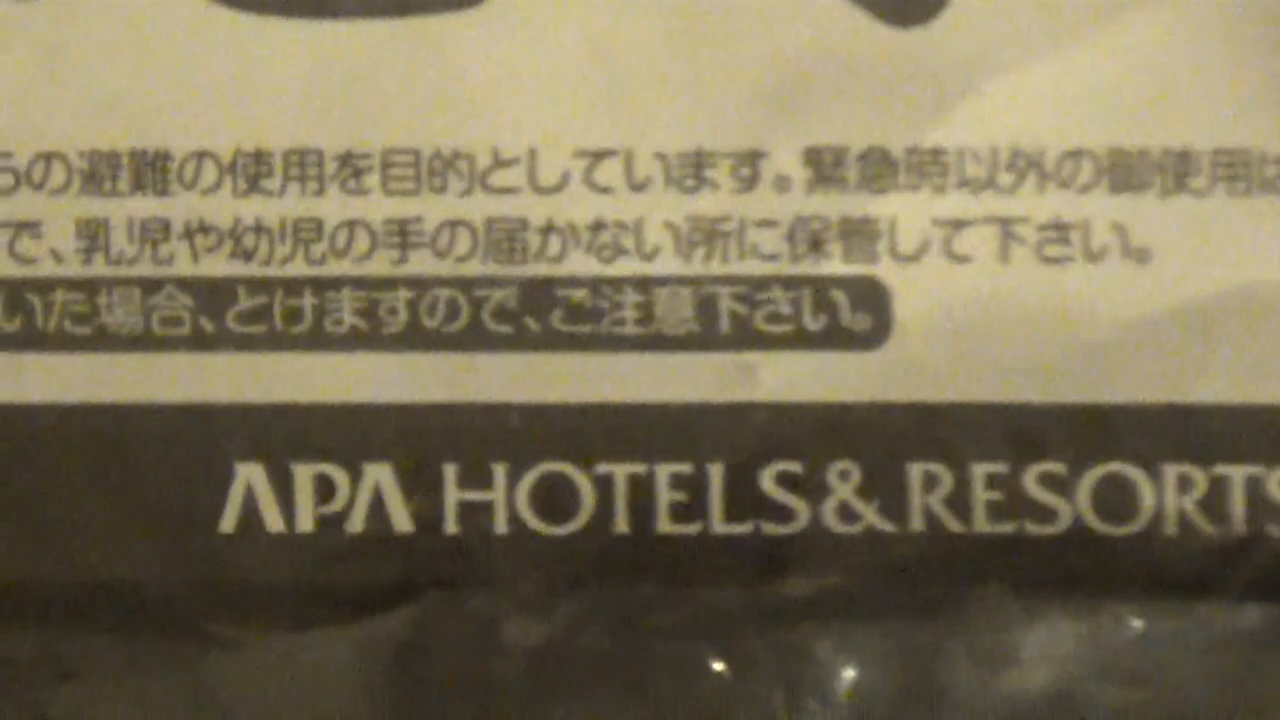 らの避難の使用を目的としています。緊急時以外の御使用は
で、乳児や幼児の手の届かない所に保管して下さい。
いた場合、とけますので、ご注意下さい。
APA HOTELS&RESORTS